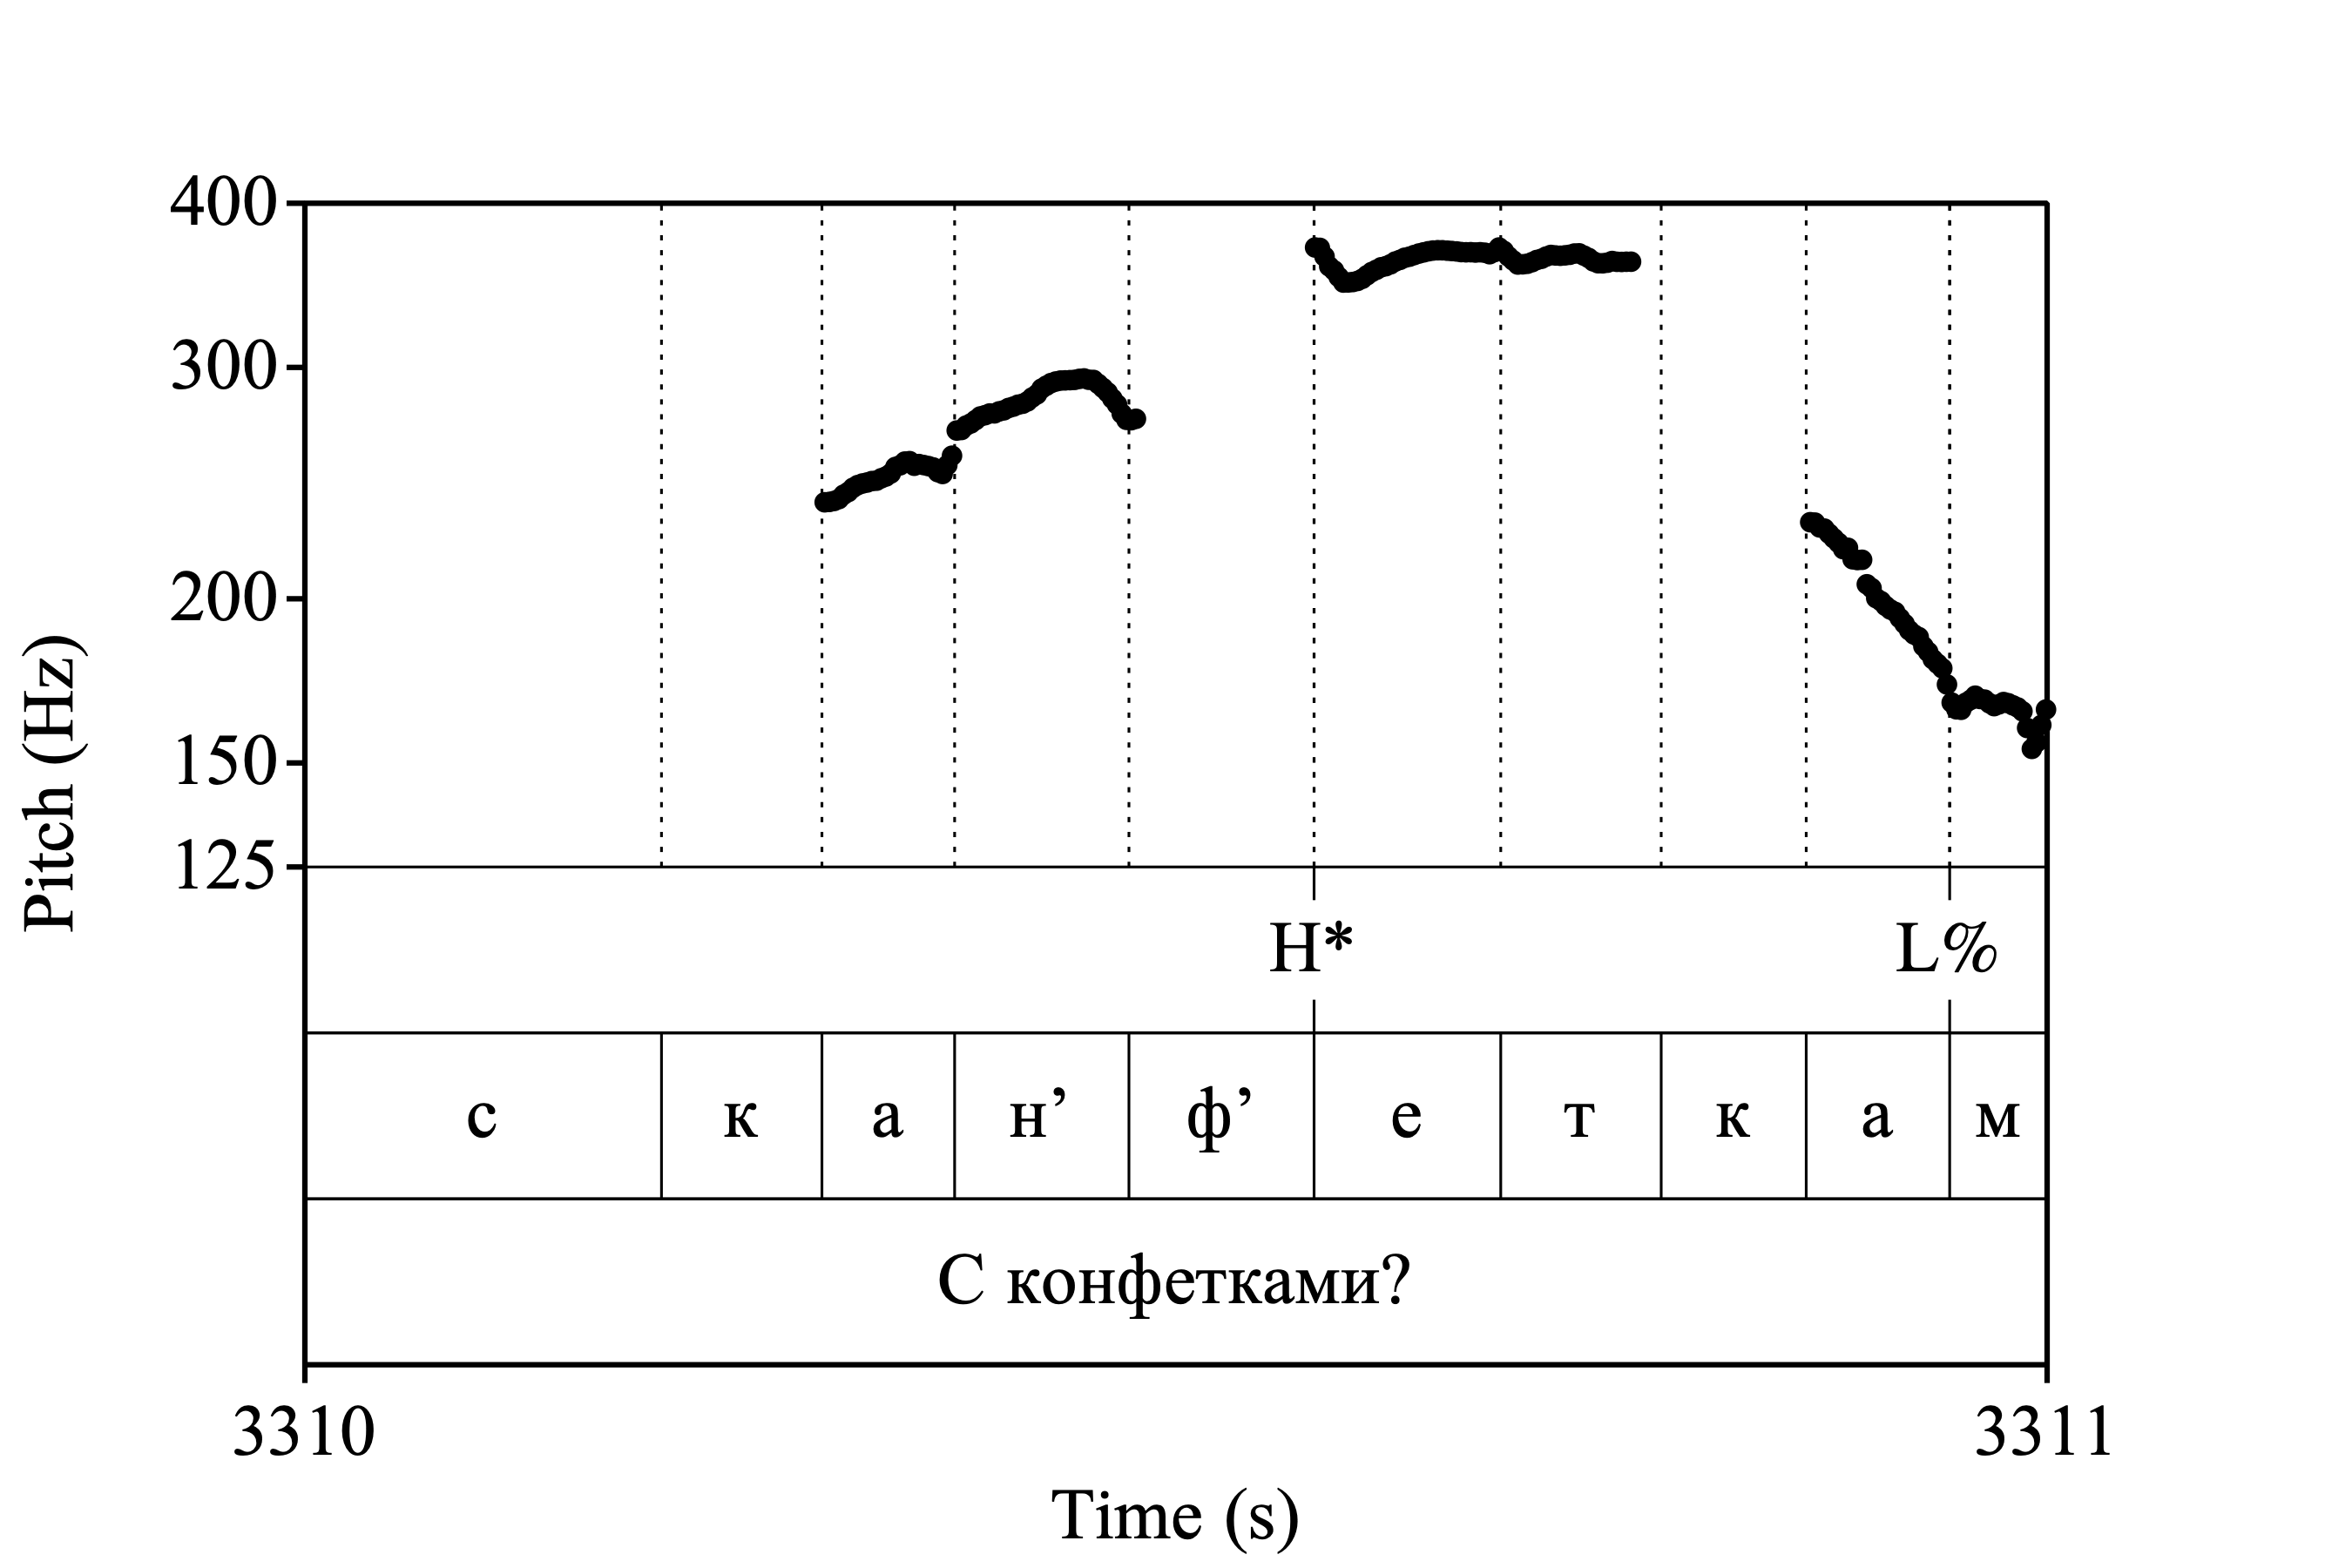 400
300
200
150
125
Pitch (Hz)
H* L%
с к а н’ ф’ е т к а м
С конфетками?
3310 3311
Time (s)